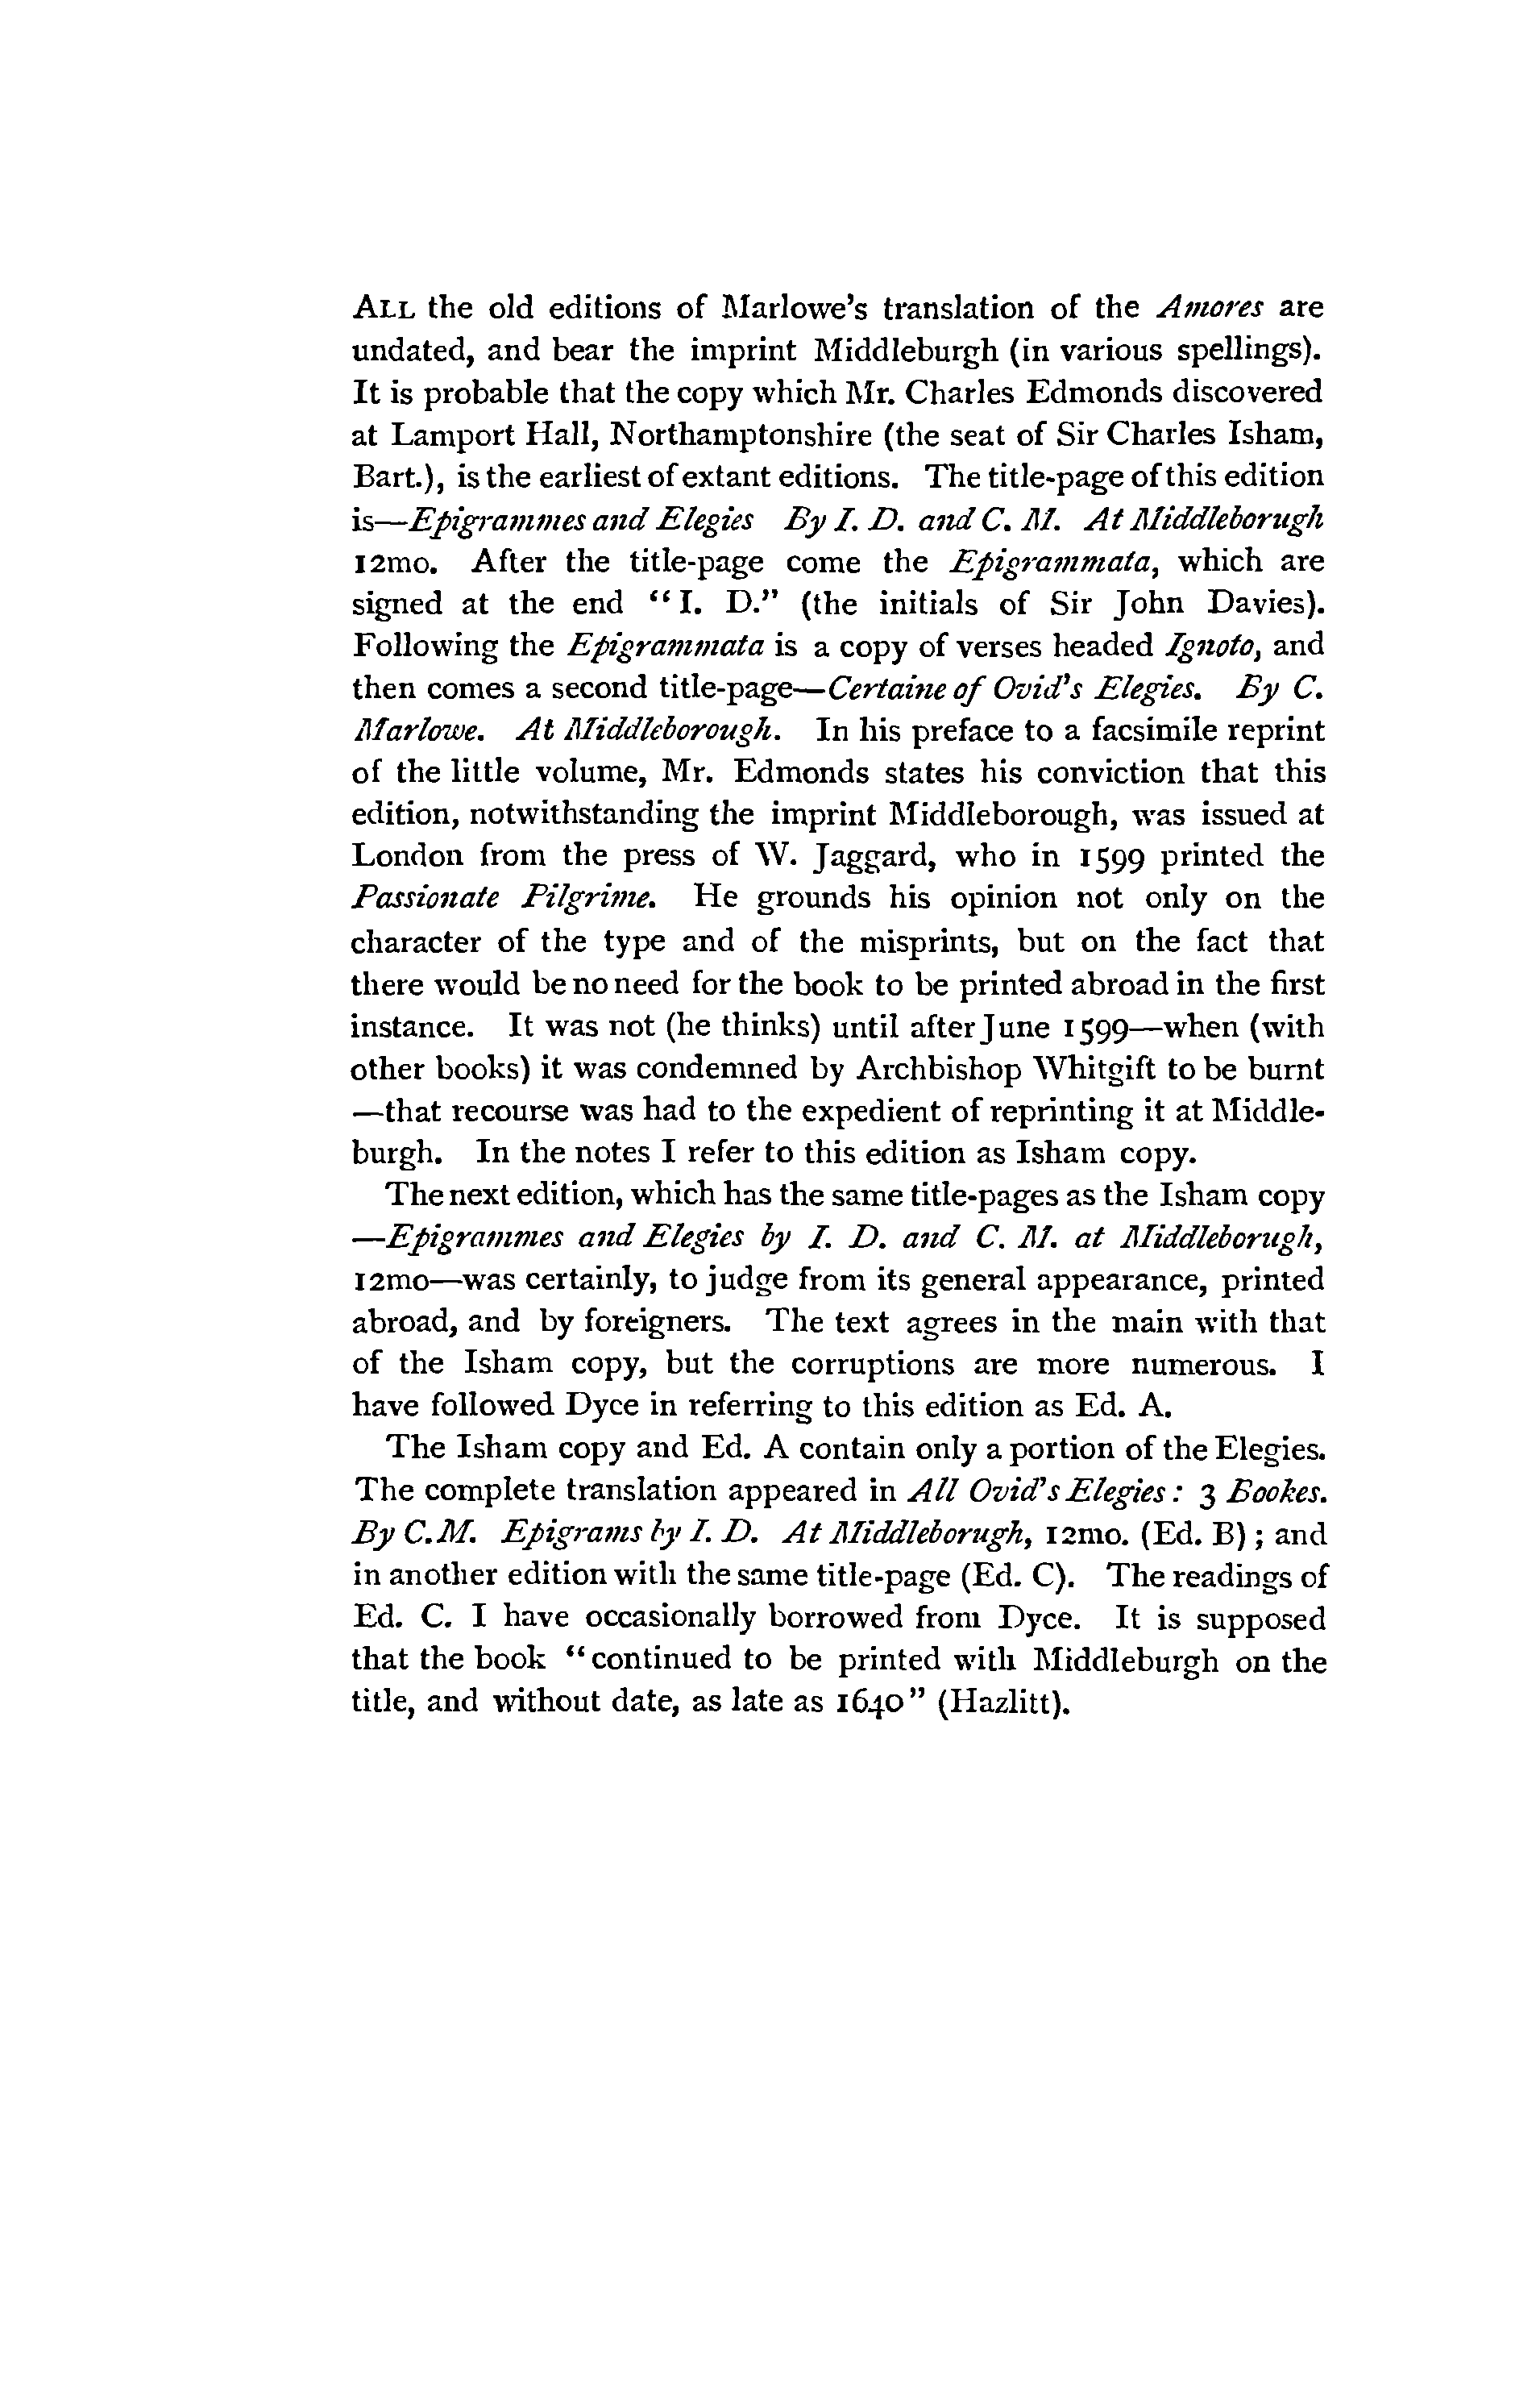 ALL the old editions of Marlowe's translation of the Amores are
undated, and bear the imprint Middleburgh (in various spellings).
It is probable that the copy which Mr. Charles Edmonds discovered
at Lamport Hall, Northamptonshire (the seat of Sir Charles Isham,
Bart.), is the earliest of extant editions. The title-page of this edition
is—Epigrammes and Elegies By I. D. and C. M. At Middleborugh
12mo. After the title-page come the Epigrammata, which are
signed at the end “I. D.” (the initials of Sir John Davies).
Following the Epigrammata is a copy of verses headed Ignoto, and
then comes a second title-page—Certaine of Ovid's Elegies. By C.
Marlowe. At Middleborough. In his preface to a facsimile reprint
of the little volume, Mr. Edmonds states his conviction that this
edition, notwithstanding the imprint Middleborough, was issued at
London from the press of W. Jaggard, who in 1599 printed the
Passionate Pilgrime. He grounds his opinion not only on the
character of the type and of the misprints, but on the fact that
there would be no need for the book to be printed abroad in the first
instance. It was not (he thinks) until after June 1599—when (with
other books) it was condemned by Archbishop Whitgift to be burnt
—that recourse was had to the expedient of reprinting it at Middle-
burgh. In the notes I refer to this edition as Isham copy.
The next edition, which has the same title-pages as the Isham copy
—Epigrammes and Elegies by I. D. and C. M. at Middleborugh,
12mo—was certainly, to judge from its general appearance, printed
abroad, and by foreigners. The text agrees in the main with that
of the Isham copy, but the corruptions are more numerous. I
have followed Dyce in referring to this edition as Ed. A.
The Isham copy and Ed. A contain only a portion of the Elegies.
The complete translation appeared in All Ovid's Elegies: 3 Bookes.
By C.M. Epigrams by I. D. At Middleborugh, 12mo. (Ed. B); and
in another edition with the same title-page (Ed. C). The readings of
Ed. C. I have occasionally borrowed from Dyce. It is supposed
that the book “continued to be printed with Middleburgh on the
title, and without date, as late as 1640” (Hazlitt).